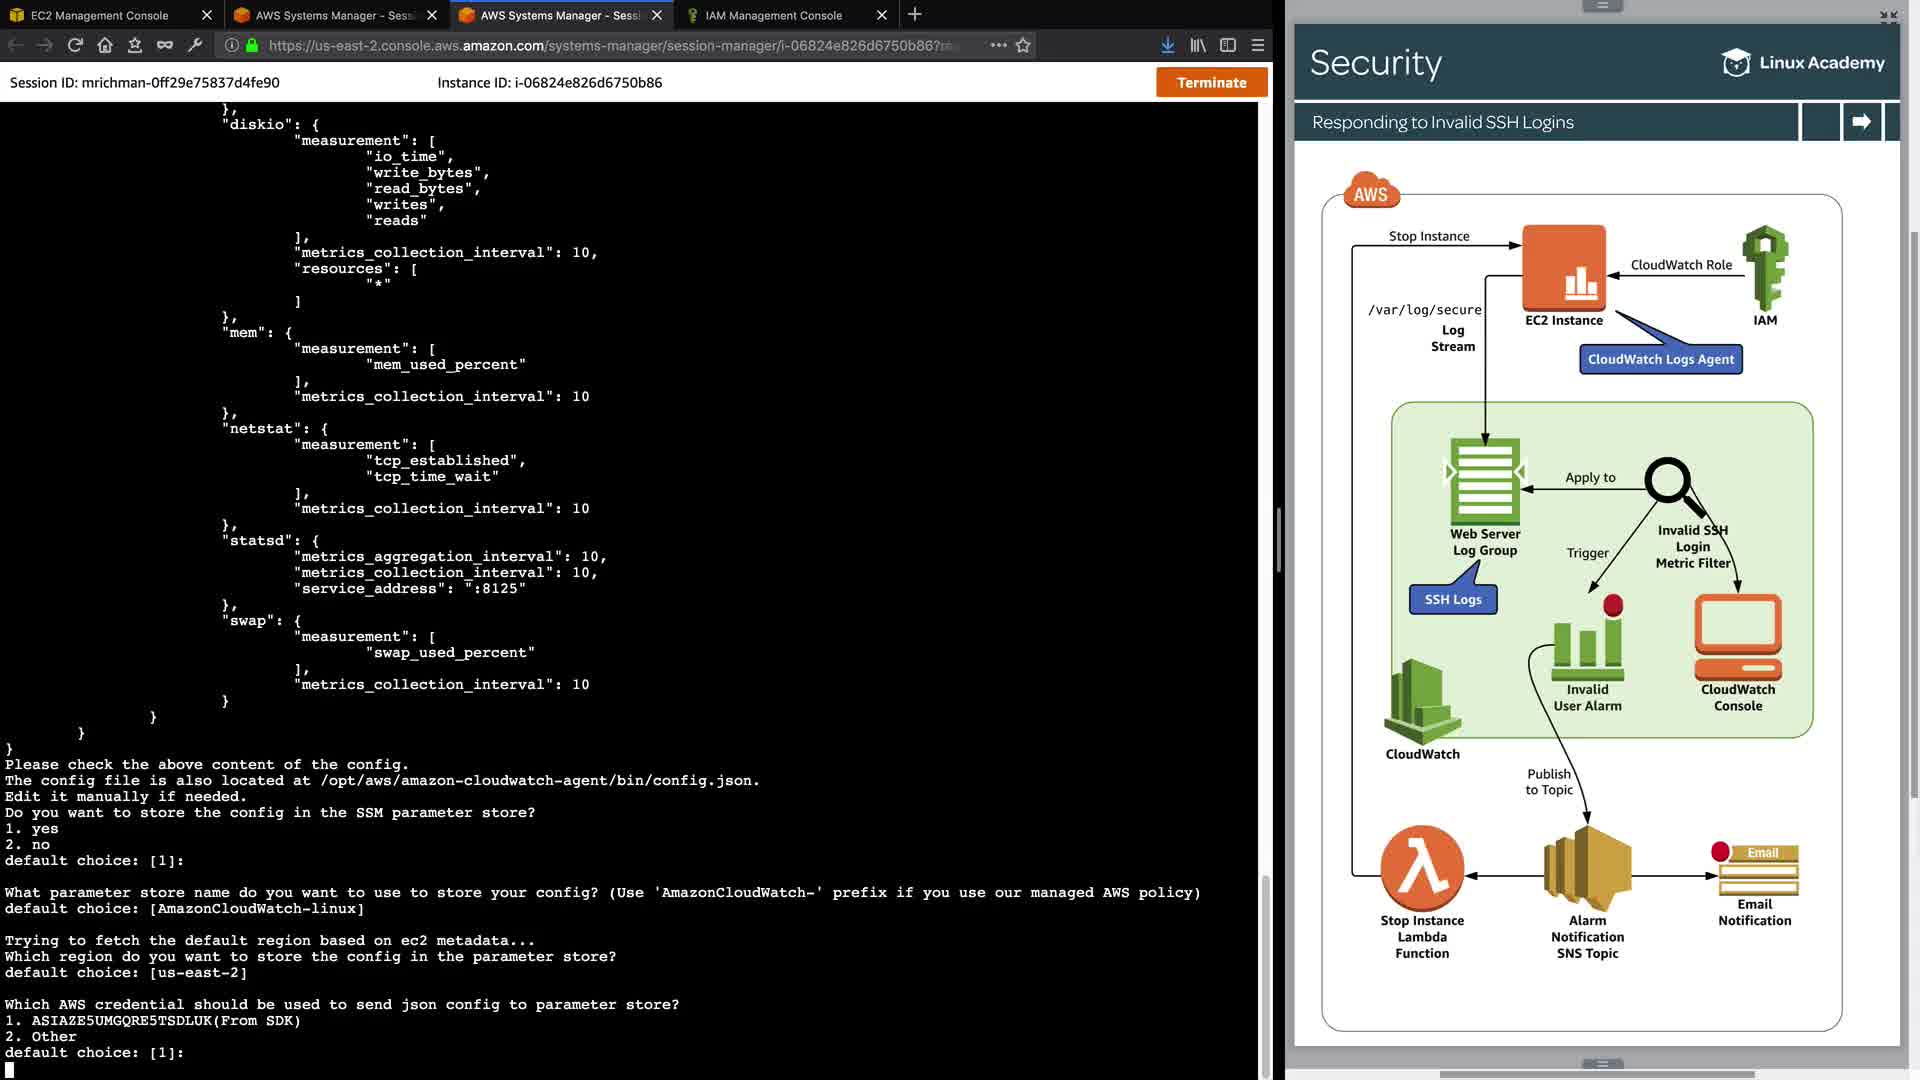 EC2 Management Console
AWS Systems Manager - Sess
AWS Systems Manager - Sess
IAM Management Console
https://us-east-2.console.aws.amazon.com/systems-manager/session-manager/i-06824e826d6750b86?
Session ID: mrichman-0ff29e75837d4fe90
Instance ID: i-06824e826d6750b86
Terminate
},
"diskio": {
"measurement": [
"io_time",
"write_bytes",
"read_bytes",
"writes",
"reads"
],
"metrics_collection_interval": 10,
"resources": [
"*"
]
},
"mem": {
"measurement": [
"mem_used_percent"
],
"metrics_collection_interval": 10
},
"netstat": {
"measurement": [
"tcp_established",
"tcp_time_wait"
],
"metrics_collection_interval": 10
},
"statsd": {
"metrics_aggregation_interval": 10,
"metrics_collection_interval": 10,
"service_address": ":8125"
},
"swap": {
"measurement": [
"swap_used_percent"
],
"metrics_collection_interval": 10
}
}
}
}
Please check the above content of the config.
The config file is also located at /opt/aws/amazon-cloudwatch-agent/bin/config.json.
Edit it manually if needed.
Do you want to store the config in the SSM parameter store?
1. yes
2. no
default choice: [1]:
What parameter store name do you want to use to store your config? (Use 'AmazonCloudWatch-' prefix if you use our managed AWS policy)
default choice: [AmazonCloudWatch-linux]
Trying to fetch the default region based on ec2 metadata...
Which region do you want to store the config in the parameter store?
default choice: [us-east-2]
Which AWS credential should be used to send json config to parameter store?
1. ASIAZE5UMGQRE5TSDLUK(From SDK)
2. Other
default choice: [1]:
Security
Linux Academy
Responding to Invalid SSH Logins
AWS
Stop Instance
CloudWatch Role
/var/log/secure
Log
Stream
EC2 Instance
IAM
CloudWatch Logs Agent
Apply to
Web Server
Log Group
Invalid SSH
Login
Metric Filter
Trigger
SSH Logs
Invalid
User Alarm
CloudWatch
Console
CloudWatch
Publish
to Topic
Email
Stop Instance
Lambda
Function
Alarm
Notification
SNS Topic
Email
Notification